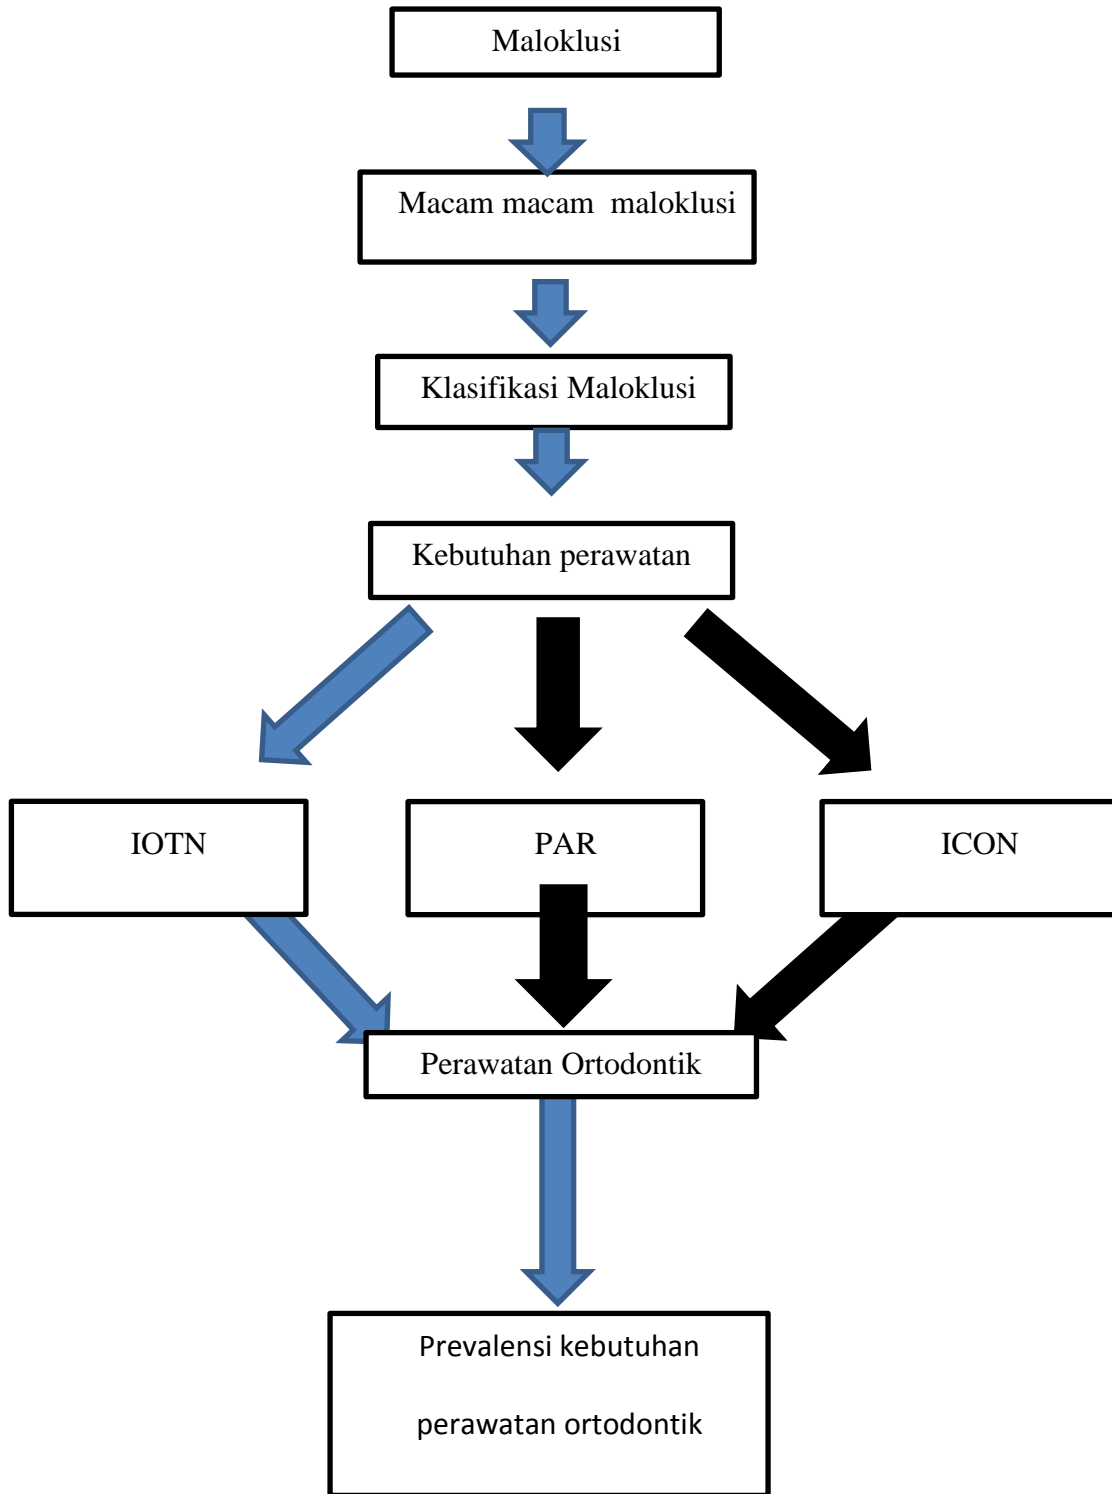 Maloklusi
Macam macam  maloklusi
Klasifikasi Maloklusi
Kebutuhan perawatan
IOTN
PAR
ICON
Perawatan Ortodontik
Prevalensi kebutuhan
perawatan ortodontik